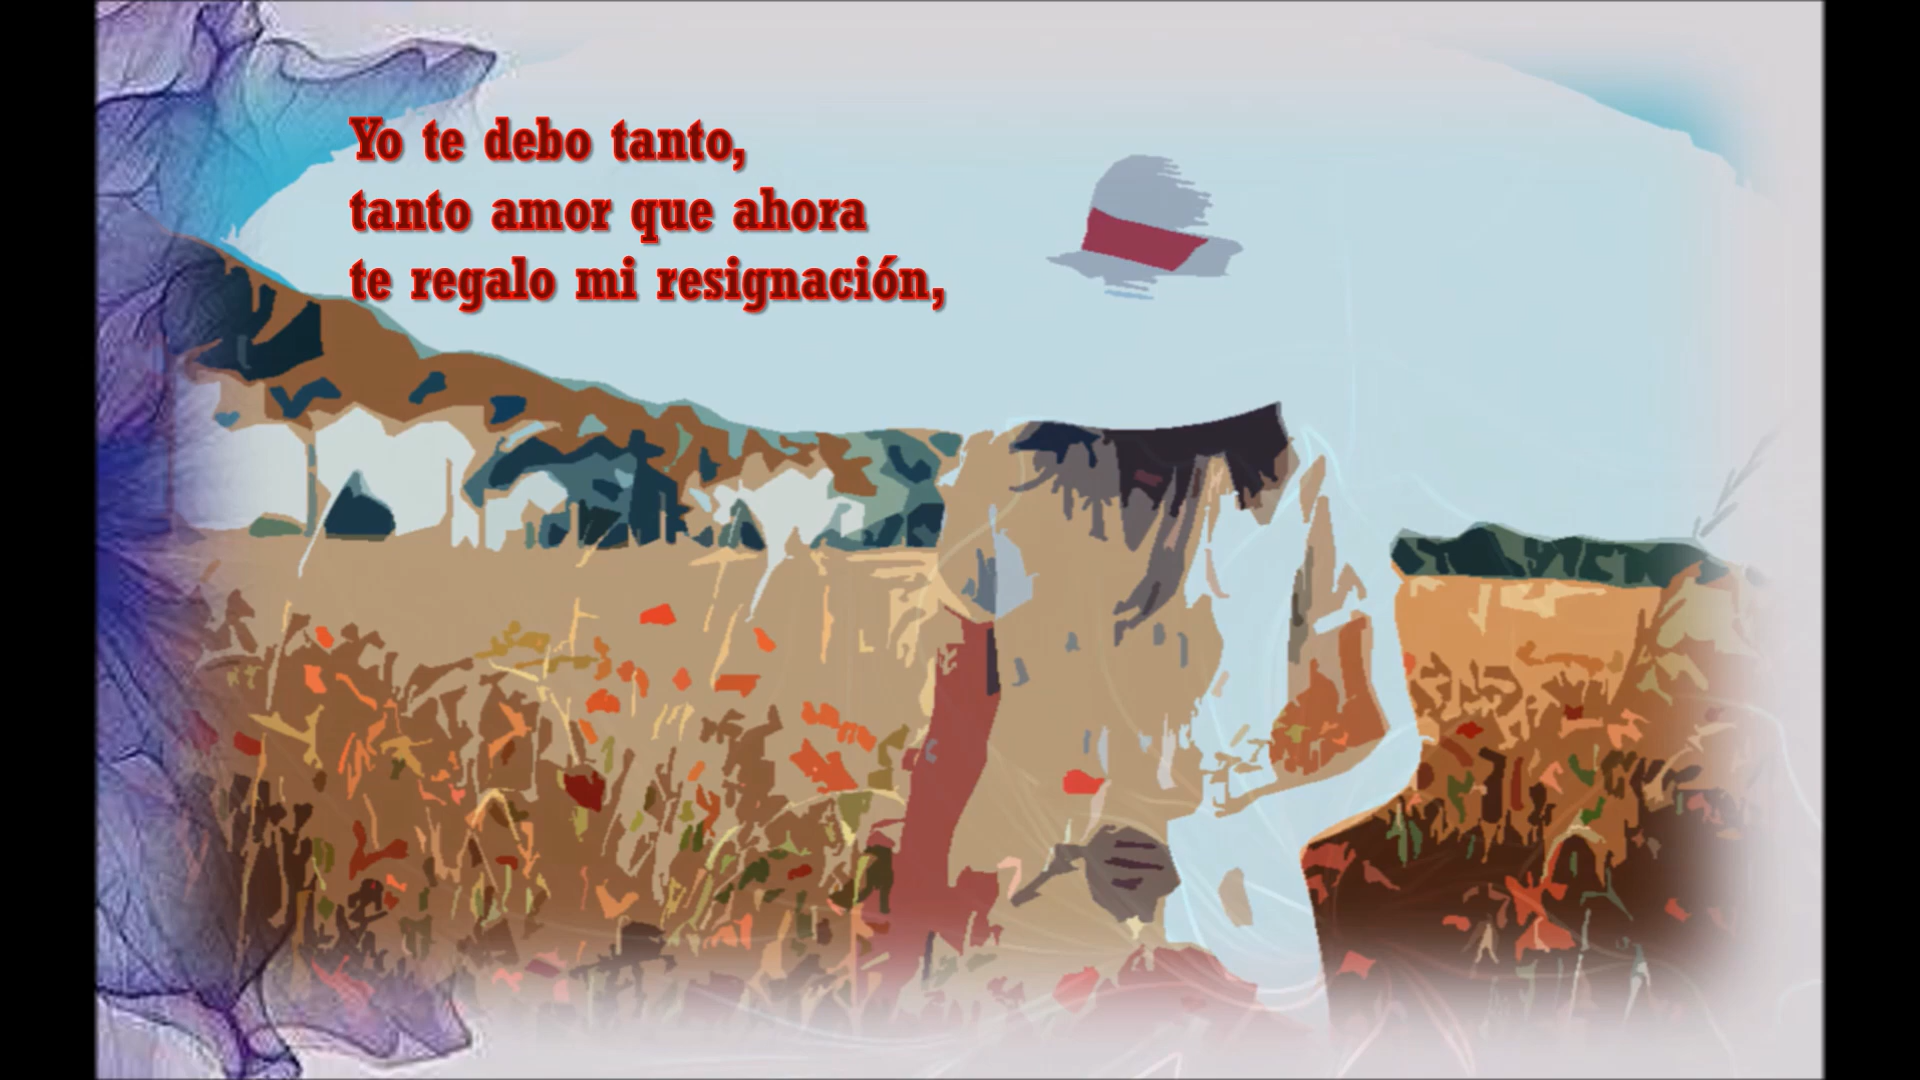 Yo te debo tanto,
tanto amor que ahora
te regalo mi resignación,